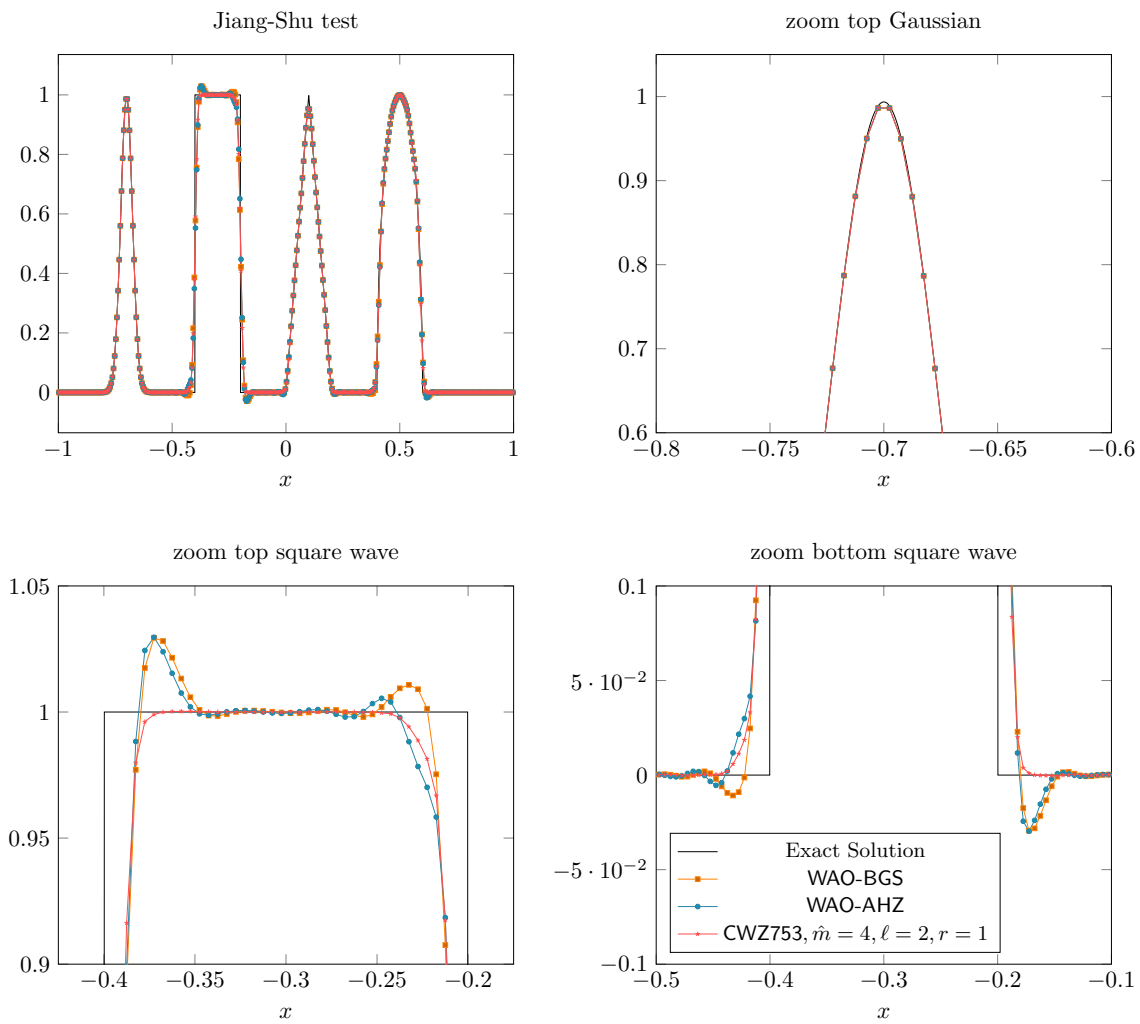 Jiang-Shu test
1
0.8
0.6
0.4
0.2
0
−1 −0.5 0 0.5 1
x
zoom top Gaussian
1
0.9
0.8
0.7
0.6
−0.8 −0.75 −0.7 −0.65 −0.6
x
zoom top square wave
1.05
1
0.95
0.9
−0.4 −0.35 −0.3 −0.25 −0.2
x
zoom bottom square wave
0.1
5 · 10⁻²
0
−5 · 10⁻²
−0.1
−0.5 −0.4 −0.3 −0.2 −0.1
x
Exact Solution
WAO-BGS
WAO-AHZ
CWZ753, m̂ = 4, ℓ = 2, r = 1